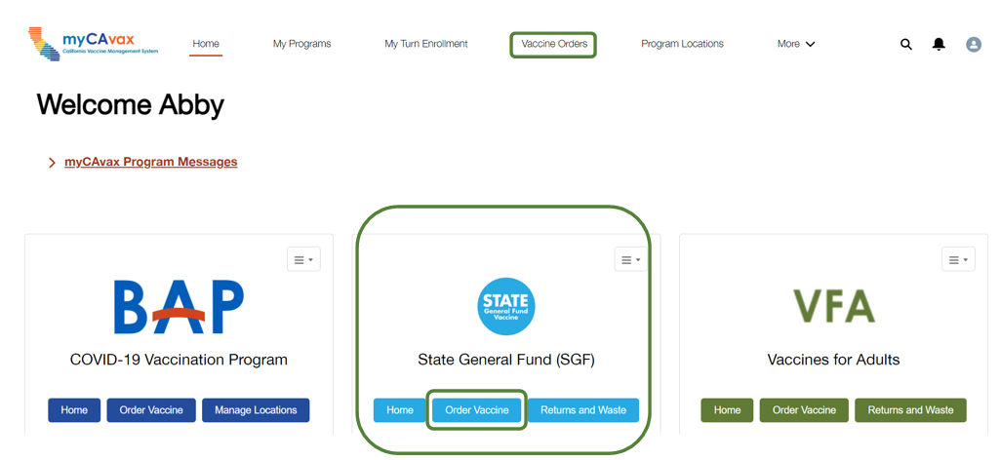 myCAvax
California Vaccine Management System
Home
My Programs
My Turn Enrollment
Vaccine Orders
Program Locations
More
Welcome Abby
myCAvax Program Messages
BAP
COVID-19 Vaccination Program
Home
Order Vaccine
Manage Locations
STATE
General Fund
Vaccine
State General Fund (SGF)
Home
Order Vaccine
Returns and Waste
VFA
Vaccines for Adults
Home
Order Vaccine
Returns and Waste